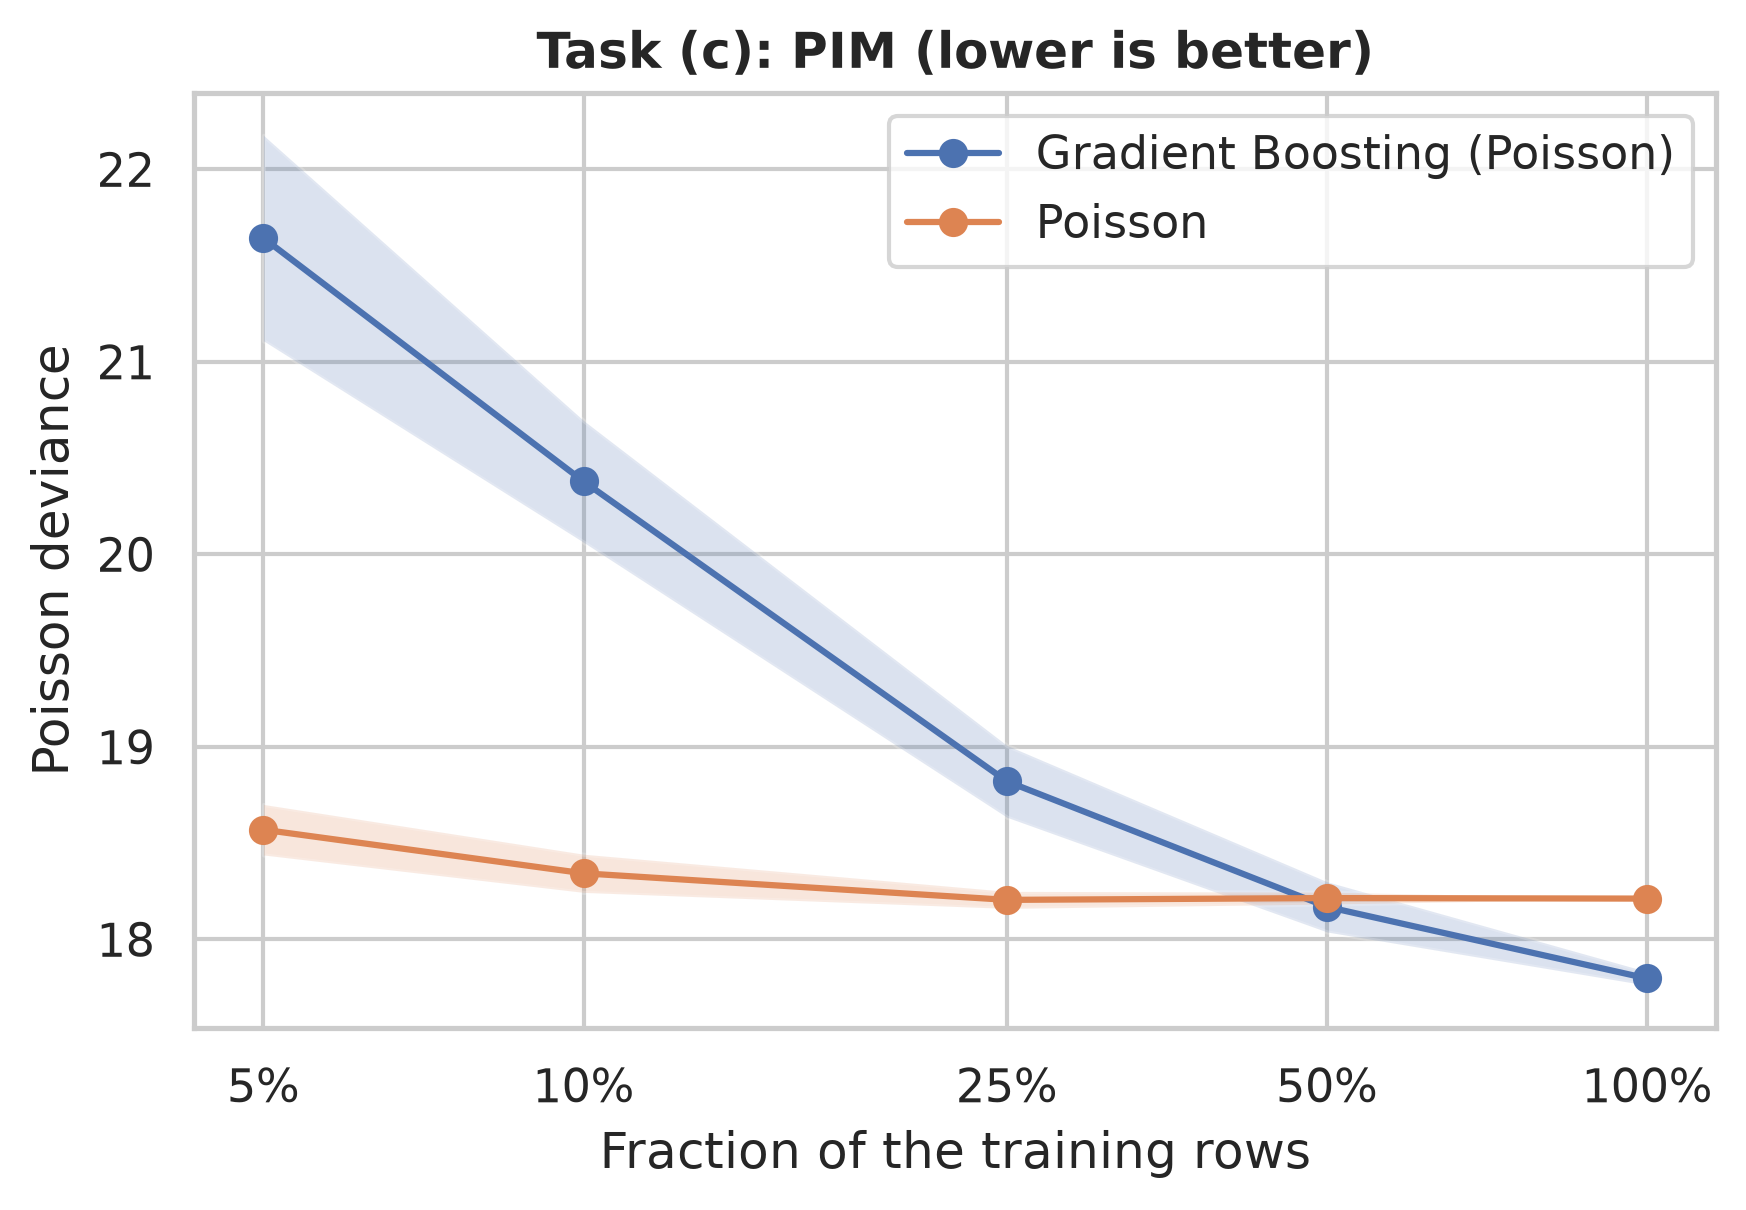 Task (c): PIM (lower is better)
Gradient Boosting (Poisson)
Poisson
Poisson deviance
22
21
20
19
18
5% 10% 25% 50% 100%
Fraction of the training rows